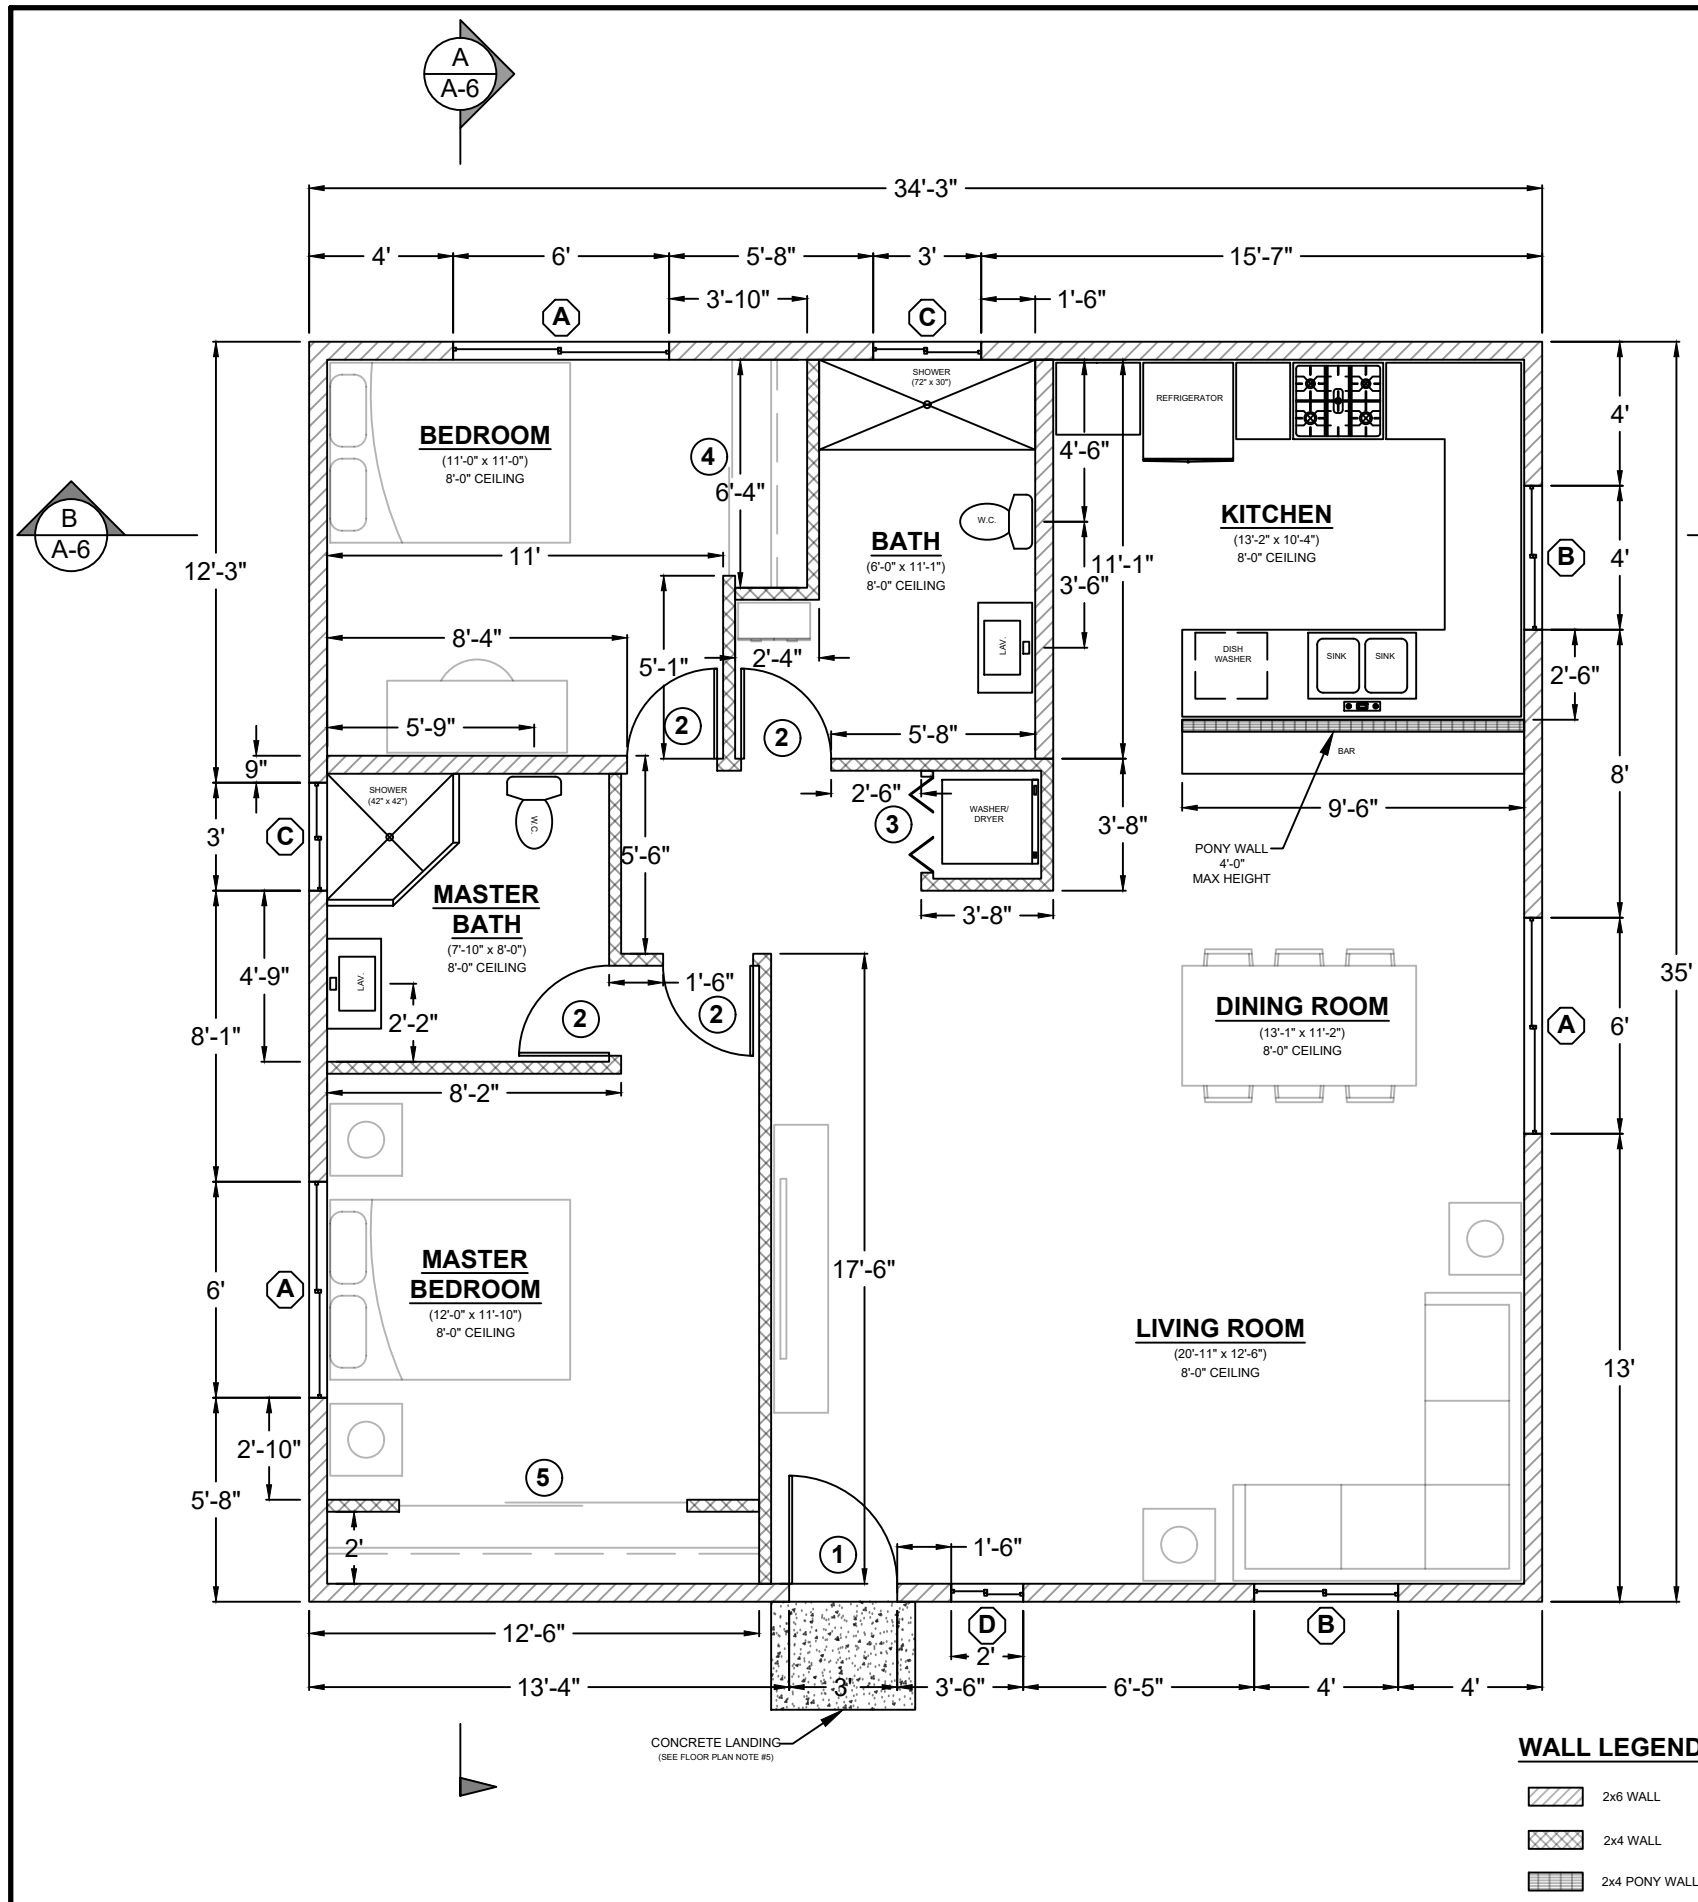 A
A-6
34'-3"
4'
6'
5'-8"
3'
15'-7"
3'-10"
1'-6"
A
C
SHOWER
(72" x 30")
REFRIGERATOR
BEDROOM
(11'-0" x 11'-0")
8'-0" CEILING
4
6'-4"
4'-6"
4'
B
A-6
12'-3"
W.C.
KITCHEN
(13'-2" x 10'-4")
8'-0" CEILING
BATH
(6'-0" x 11'-1")
8'-0" CEILING
11'
11'-1"
3'-6"
4'
B
8'-4"
5'-1"
2'-4"
LAV.
DISH
WASHER
SINK
SINK
2'-6"
5'-9"
2
2
5'-8"
BAR
9"
8'
SHOWER
(42" x 42")
W.C.
2'-6"
3
WASHER/
DRYER
3'-8"
9'-6"
3'
C
5'-6"
PONY WALL
4'-0"
MAX HEIGHT
MASTER
BATH
(7'-10" x 8'-0")
8'-0" CEILING
3'-8"
4'-9"
LAV.
1'-6"
35'
2'-2"
2
2
8'-1"
DINING ROOM
(13'-1" x 11'-2")
8'-0" CEILING
A
6'
8'-2"
MASTER
BEDROOM
(12'-0" x 11'-10")
8'-0" CEILING
6'
A
17'-6"
LIVING ROOM
(20'-11" x 12'-6")
8'-0" CEILING
13'
2'-10"
5
5'-8"
2'
1
1'-6"
12'-6"
D
2'
B
13'-4"
3'
3'-6"
6'-5"
4'
4'
CONCRETE LANDING
(SEE FLOOR PLAN NOTE #5)
WALL LEGEND
2x6 WALL
2x4 WALL
2x4 PONY WALL